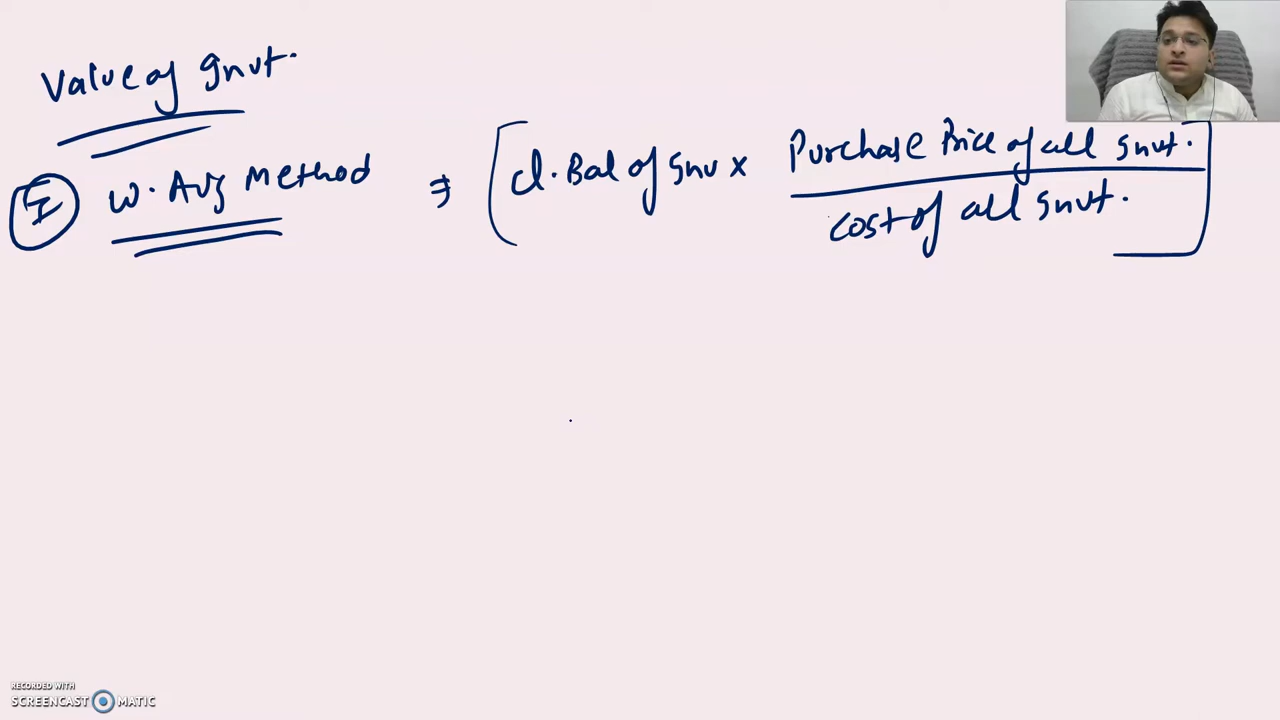 Value of Invt.
I W. Avg Method ⇒ [Cl. Bal of Inv x Purchase Price of all Invt.
Cost of all Invt.]
RECORDED WITH
SCREENCAST MATIC